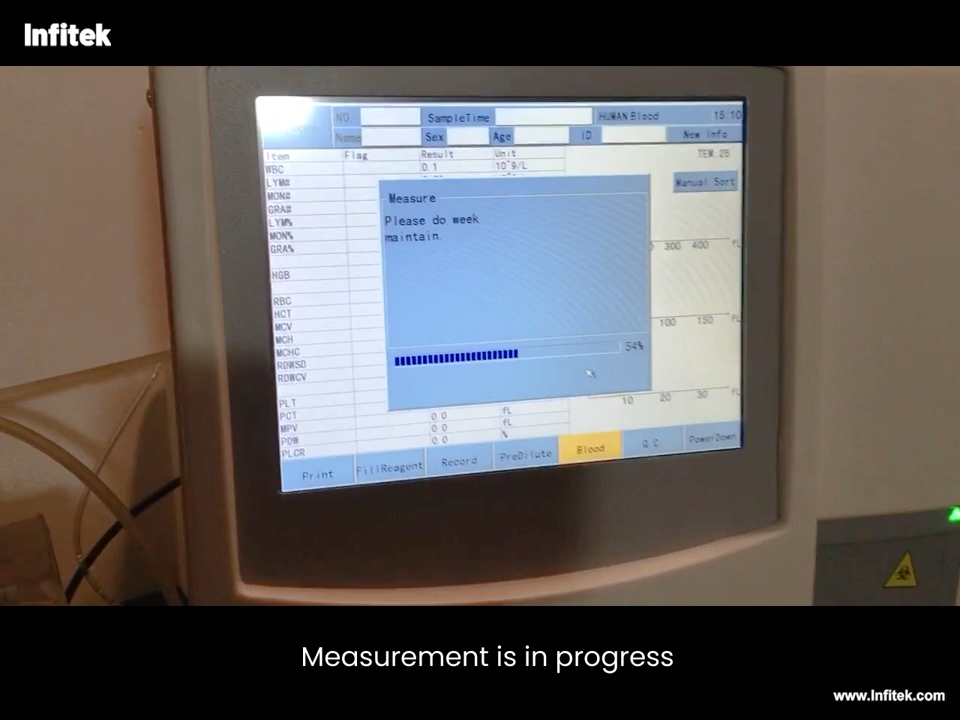 Infitek
NO SampleTime HUMAN Blood 15:10
Name Sex Age ID New Info
Item Flag Result Unit TEM. 25
WBC 0.1 10^9/L
LYM# Manual Sort
MON#
GRA#
LYM%
MON%
GRA%
HGB
RBC
HCT
MCV
MCH
MCHC
RDWSD
RDWCV
PLT
PCT 0.0 fL
MPV 0.0 fL
PDW 0.0 %
PLCR
Measure
Please do week
maintain.
54%
300 400 fL
100 150 fL
10 20 30 fL
Print FillReagent Record PreDilute Blood Q.C. PowerDown
Measurement is in progress
www.Infitek.com